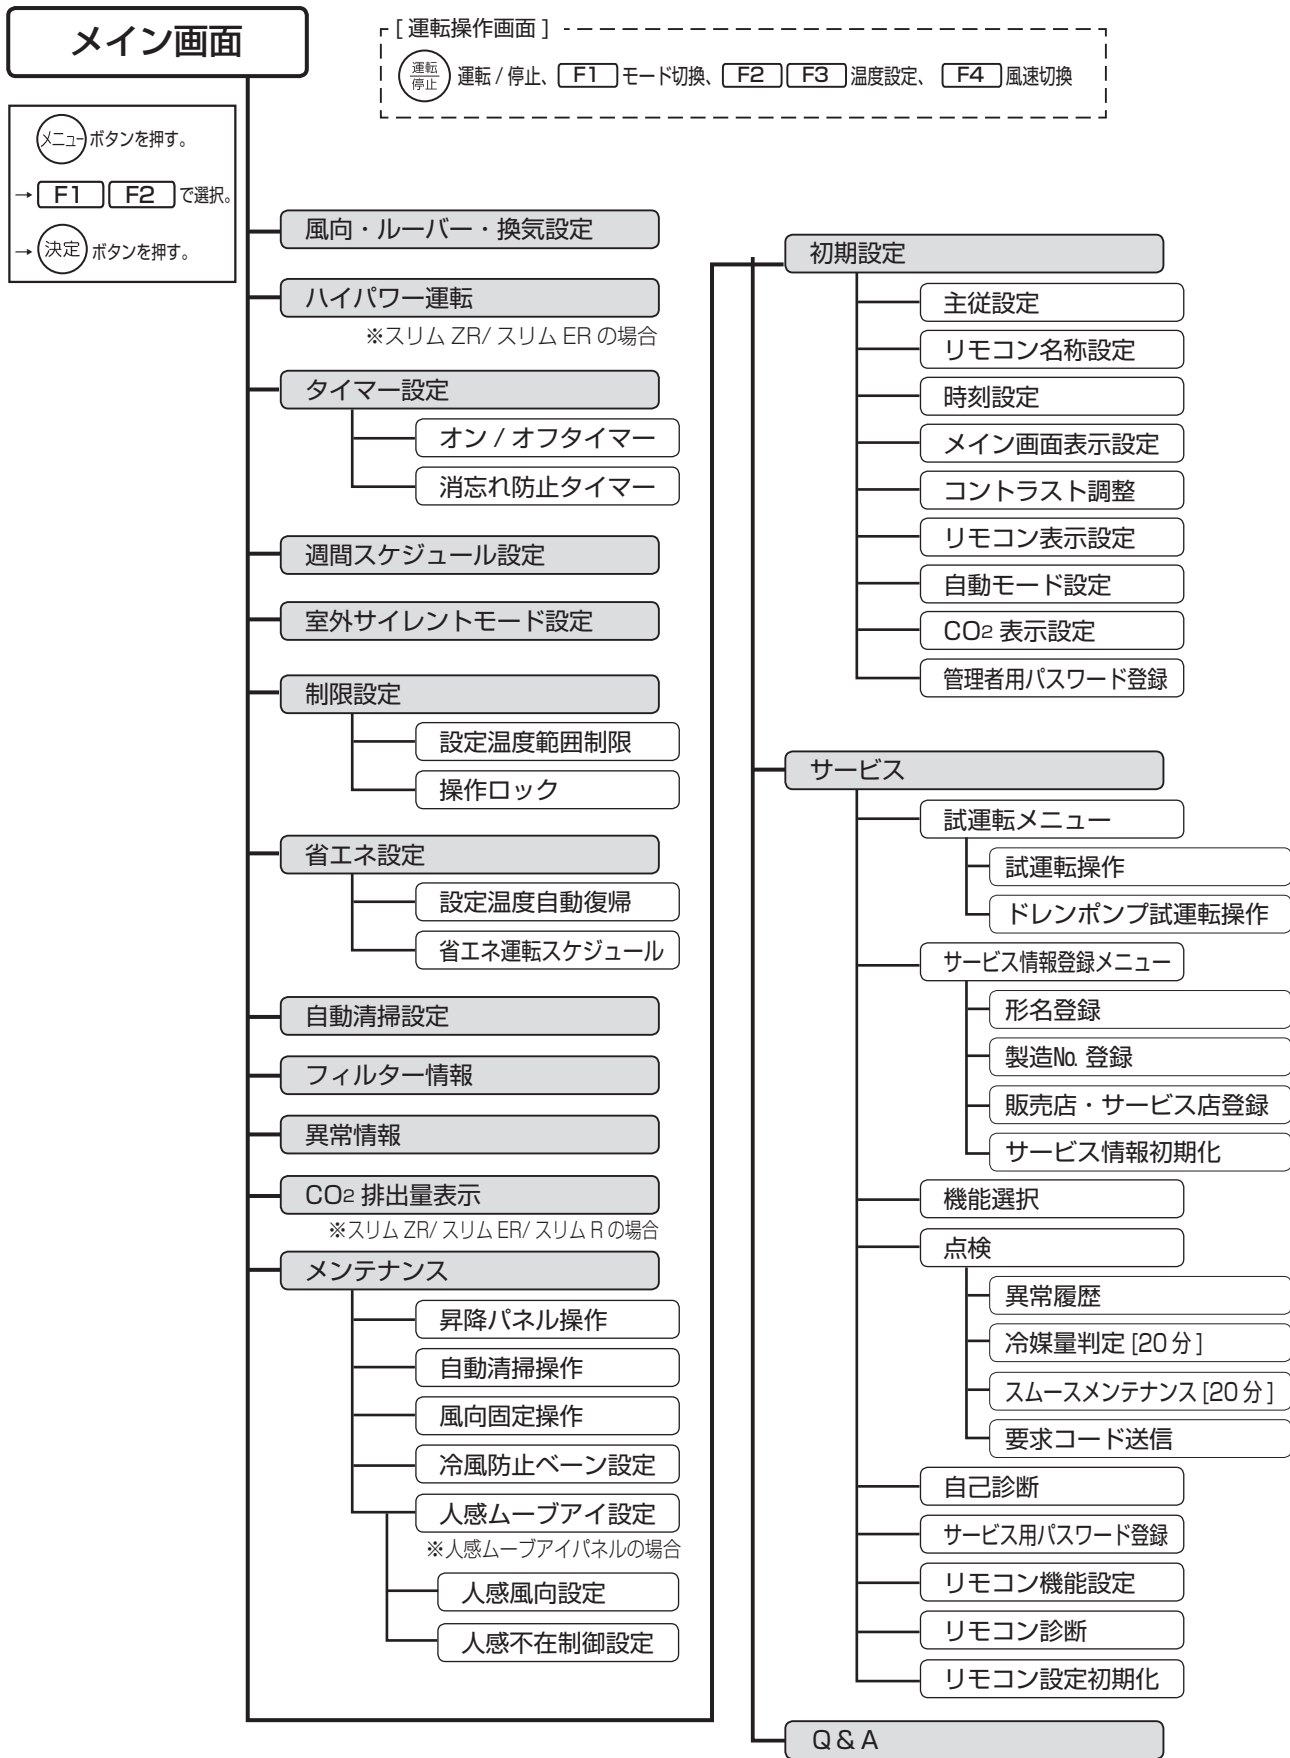 メイン画面
[ 運転操作画面 ]
運転
停止
運転 / 停止、 F1 モード切換、 F2 F3 温度設定、 F4 風速切換
メニュー ボタンを押す。
→ F1 F2 で選択。
→ 決定 ボタンを押す。
風向・ルーバー・換気設定
ハイパワー運転
※スリム ZR/ スリム ER の場合
タイマー設定
オン / オフタイマー
消忘れ防止タイマー
週間スケジュール設定
室外サイレントモード設定
制限設定
設定温度範囲制限
操作ロック
省エネ設定
設定温度自動復帰
省エネ運転スケジュール
自動清掃設定
フィルター情報
異常情報
CO2 排出量表示
※スリム ZR/ スリム ER/ スリム R の場合
メンテナンス
昇降パネル操作
自動清掃操作
風向固定操作
冷風防止ベーン設定
人感ムーブアイ設定
※人感ムーブアイパネルの場合
人感風向設定
人感不在制御設定
初期設定
主従設定
リモコン名称設定
時刻設定
メイン画面表示設定
コントラスト調整
リモコン表示設定
自動モード設定
CO2 表示設定
管理者用パスワード登録
サービス
試運転メニュー
試運転操作
ドレンポンプ試運転操作
サービス情報登録メニュー
形名登録
製造№ 登録
販売店・サービス店登録
サービス情報初期化
機能選択
点検
異常履歴
冷媒量判定 [20 分 ]
スムースメンテナンス [20 分 ]
要求コード送信
自己診断
サービス用パスワード登録
リモコン機能設定
リモコン診断
リモコン設定初期化
Q & A